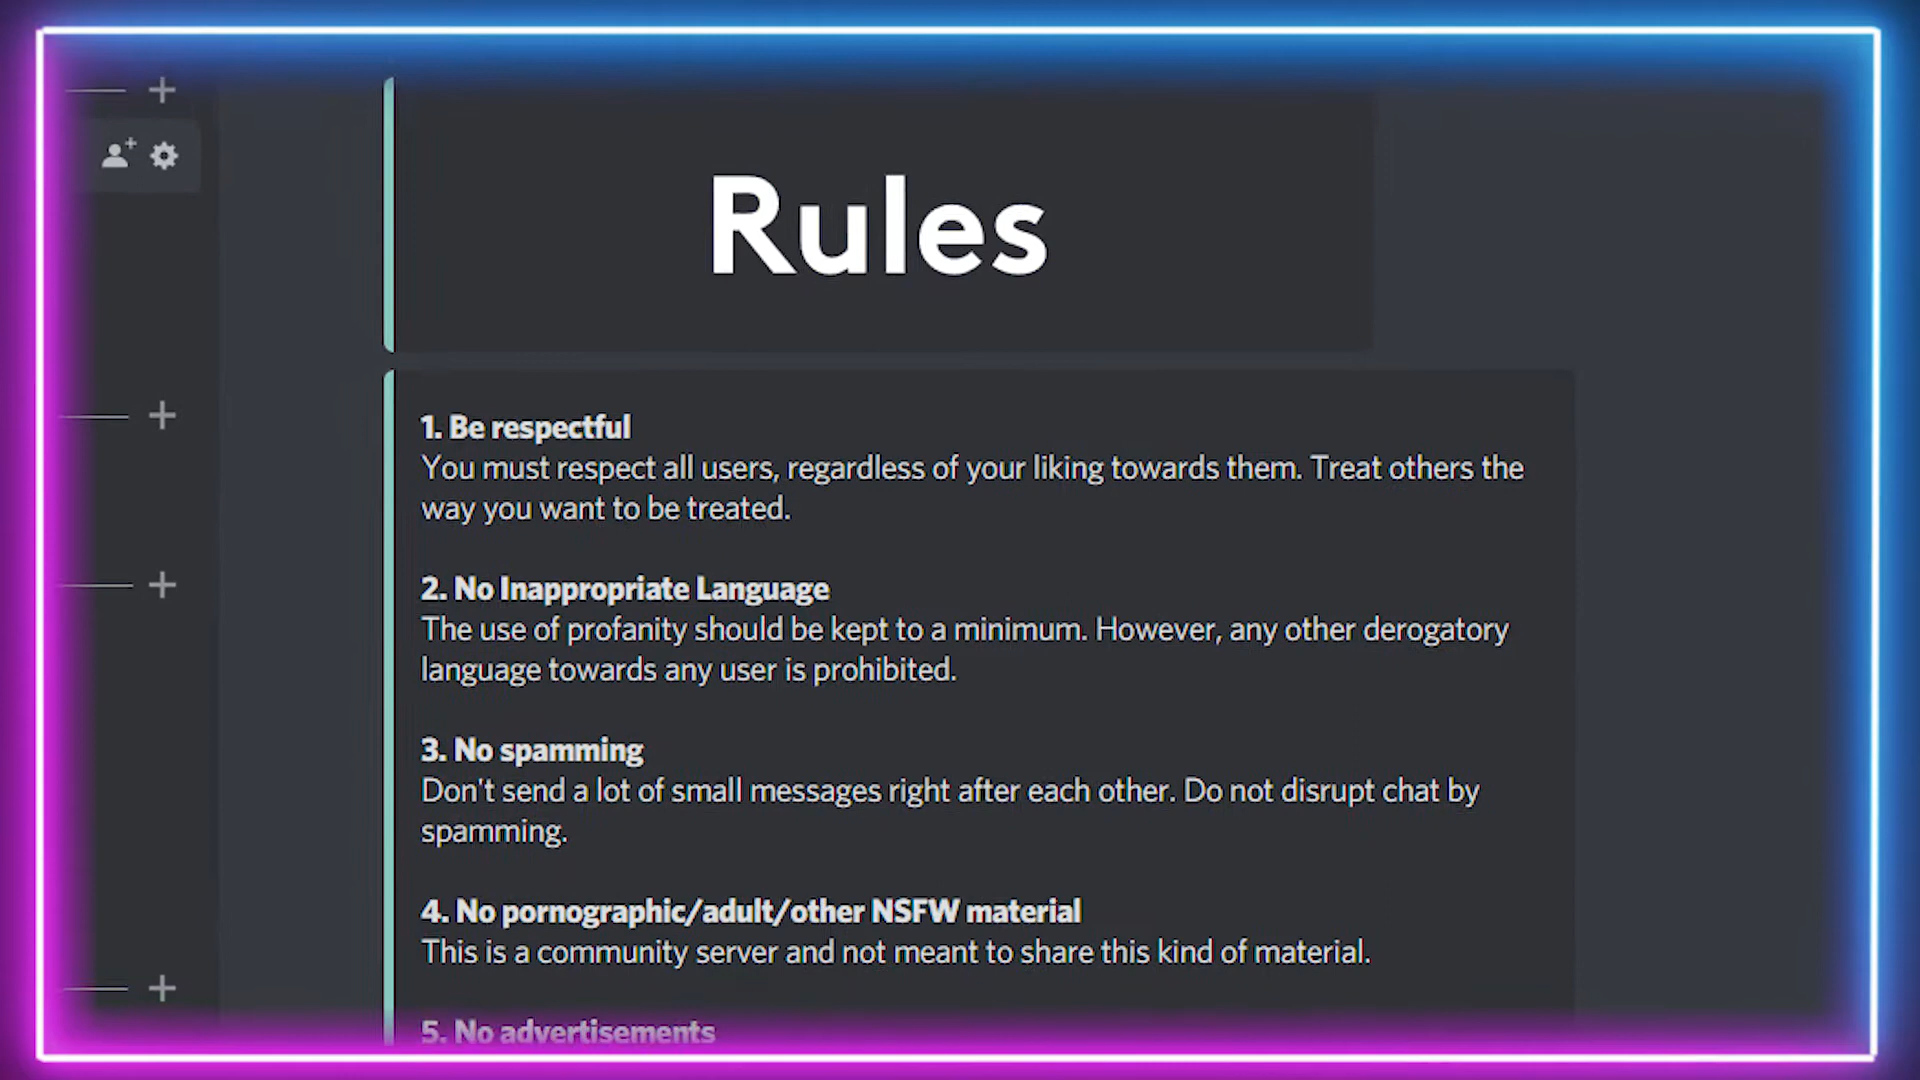 Rules
1. Be respectful
You must respect all users, regardless of your liking towards them. Treat others the
way you want to be treated.
2. No Inappropriate Language
The use of profanity should be kept to a minimum. However, any other derogatory
language towards any user is prohibited.
3. No spamming
Don't send a lot of small messages right after each other. Do not disrupt chat by
spamming.
4. No pornographic/adult/other NSFW material
This is a community server and not meant to share this kind of material.
5. No advertisements